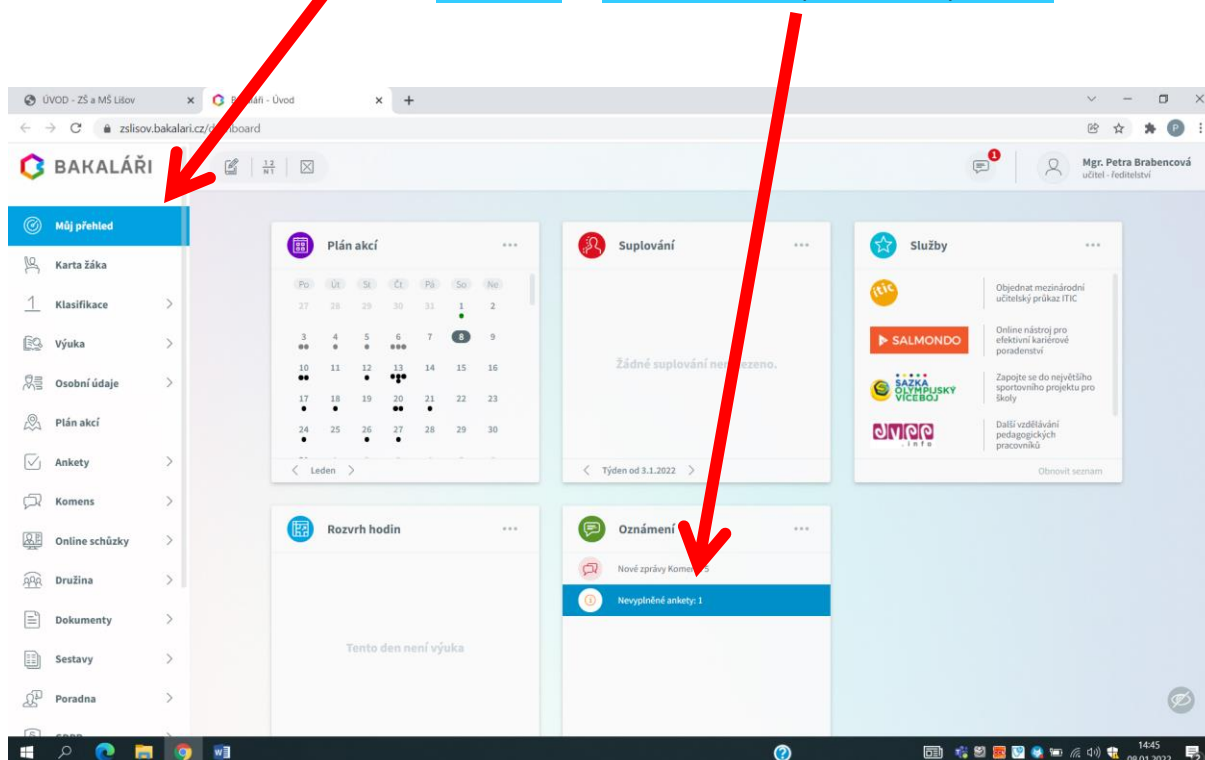 ÚVOD - ZŠ a MŠ Lišov
Úvod
zslisov.bakalari.cz/
BAKALÁŘI
12
NT
1
Mgr. Petra Brabencová
učitel - ředitelství
Můj přehled
Karta žáka
Klasifikace
Výuka
Osobní údaje
Plán akcí
Ankety
Komens
Online schůzky
Družina
Dokumenty
Sestavy
Poradna
Plán akcí
Po Út St Čt Pá So Ne
27 28 29 30 31 1 2
3 4 5 6 7 8 9
10 11 12 13 14 15 16
17 18 19 20 21 22 23
24 25 26 27 28 29 30
Leden
Suplování
Žádné suplování
Týden od 3.1.2022
Služby
itic
Objednat mezinárodní
učitelský průkaz ITIC
SALMONDO
Online nástroj pro
efektivní kariérové
poradenství
SAZKA
OLYMPIJSKÝ
VÍCEBOJ
Zapojte se do největšího
sportovního projektu pro
školy
.info
Další vzdělávání
pedagogických
pracovníků
Obnovit seznam
Rozvrh hodin
Tento den není výuka
Oznámení
Nové zprávy
Nevyplněné ankety: 1
14:45